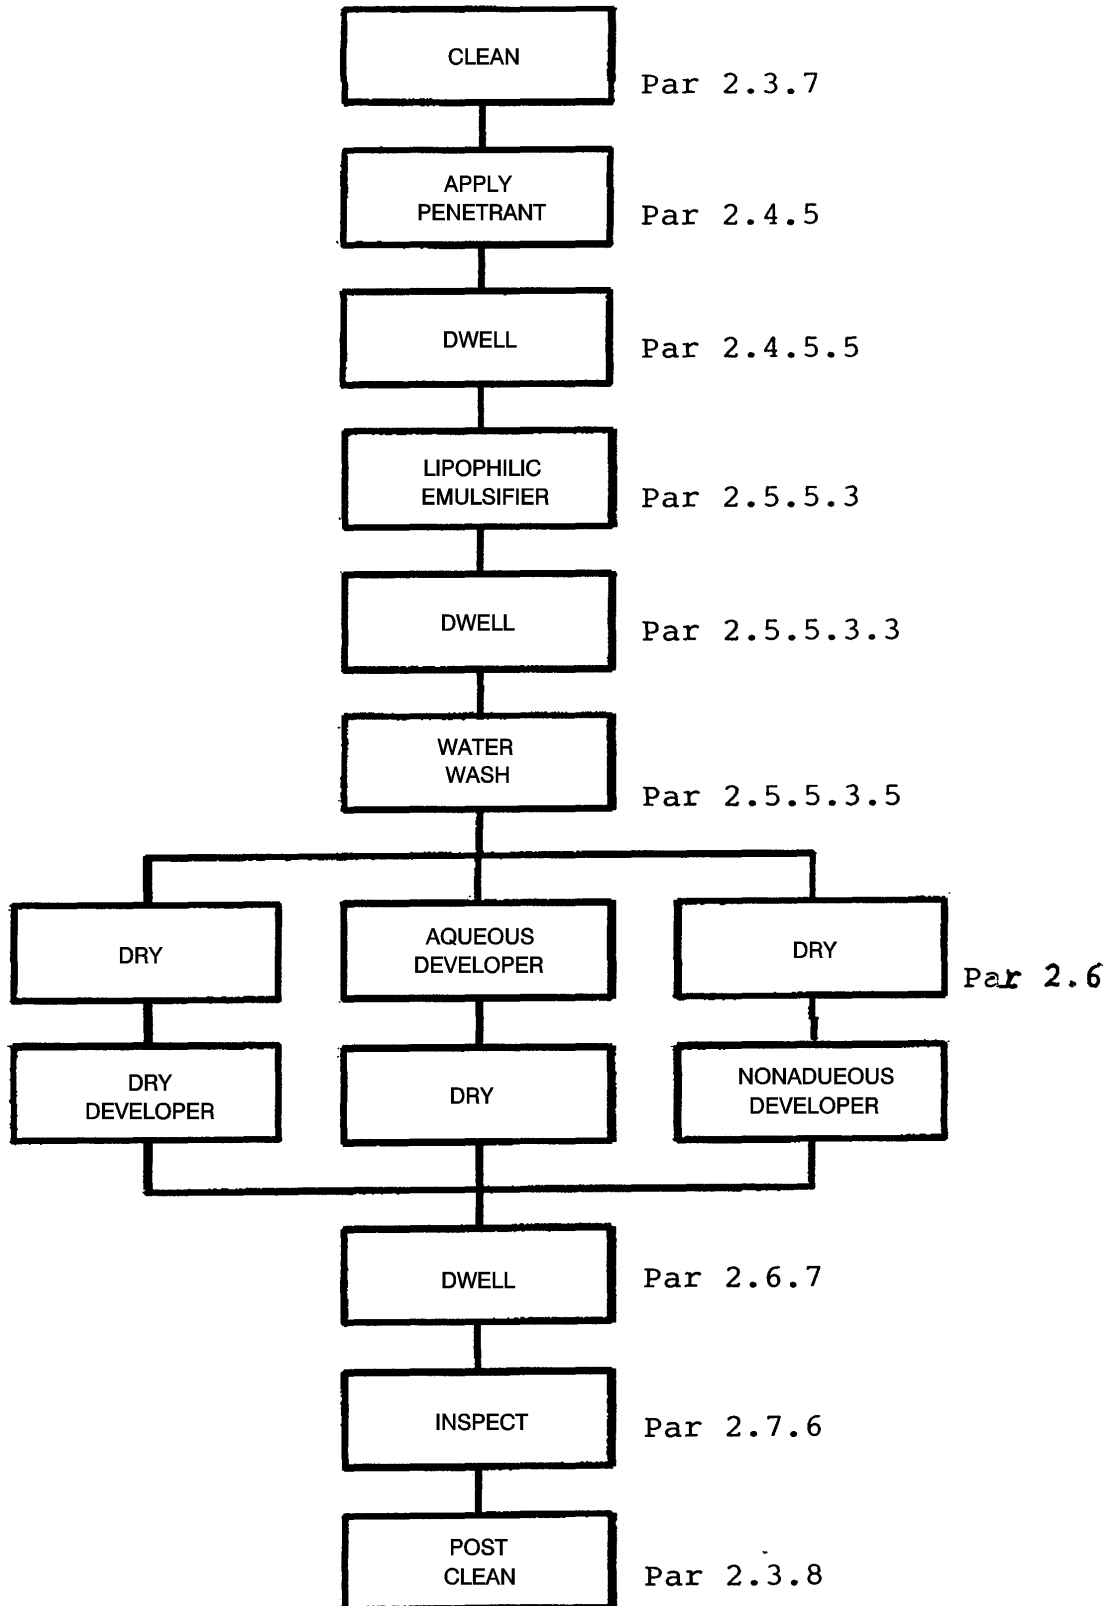 CLEAN
Par 2.3.7
APPLY
PENETRANT
Par 2.4.5
DWELL
Par 2.4.5.5
LIPOPHILIC
EMULSIFIER
Par 2.5.5.3
DWELL
Par 2.5.5.3.3
WATER
WASH
Par 2.5.5.3.5
DRY
AQUEOUS
DEVELOPER
DRY
Par 2.6
DRY
DEVELOPER
DRY
NONADUEOUS
DEVELOPER
DWELL
Par 2.6.7
INSPECT
Par 2.7.6
POST
CLEAN
Par 2.3.8